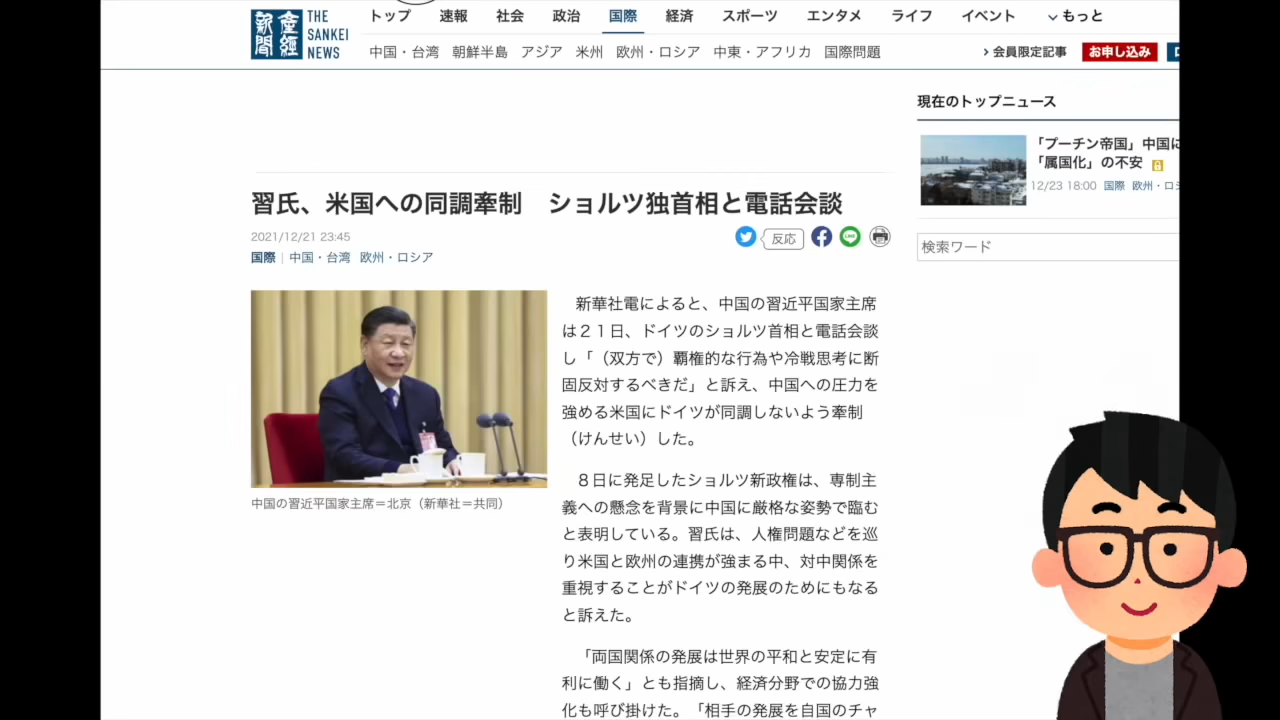 産經新聞
THE SANKEI NEWS
トップ 速報 社会 政治 国際 経済 スポーツ エンタメ ライフ イベント もっと
中国・台湾 朝鮮半島 アジア 米州 欧州・ロシア 中東・アフリカ 国際問題
会員限定記事 お申し込み
現在のトップニュース
「プーチン帝国」中国に
「属国化」の不安
12/23 18:00 国際 欧州・ロシ
習氏、米国への同調牽制　ショルツ独首相と電話会談
2021/12/21 23:45
反応
LINE
国際 | 中国・台湾 欧州・ロシア
検索ワード
中国の習近平国家主席＝北京（新華社＝共同）
新華社電によると、中国の習近平国家主席
は２１日、ドイツのショルツ首相と電話会談
し「（双方で）覇権的な行為や冷戦思考に断
固反対するべきだ」と訴え、中国への圧力を
強める米国にドイツが同調しないよう牽制
（けんせい）した。
８日に発足したショルツ新政権は、専制主
義への懸念を背景に中国に厳格な姿勢で臨む
と表明している。習氏は、人権問題などを巡
り米国と欧州の連携が強まる中、対中関係を
重視することがドイツの発展のためにもなる
と訴えた。
「両国関係の発展は世界の平和と安定に有
利に働く」とも指摘し、経済分野での協力強
化も呼び掛けた。「相手の発展を自国のチャ